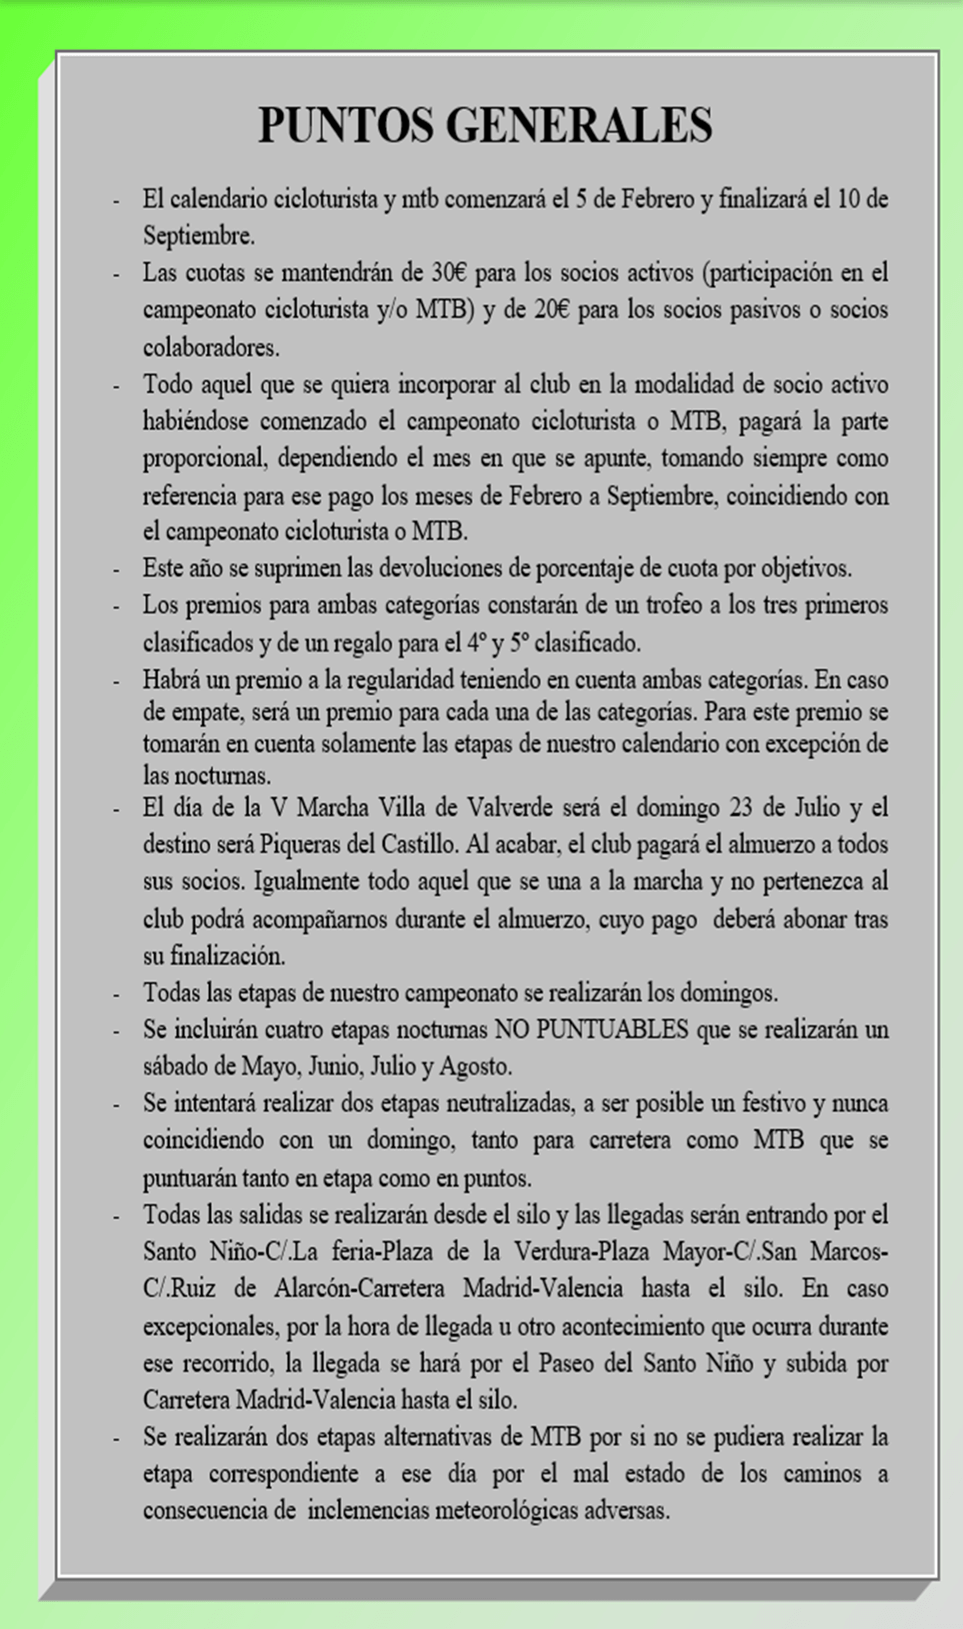 PUNTOS GENERALES
- El calendario cicloturista y mtb comenzará el 5 de Febrero y finalizará el 10 de
Septiembre.
- Las cuotas se mantendrán de 30€ para los socios activos (participación en el
campeonato cicloturista y/o MTB) y de 20€ para los socios pasivos o socios
colaboradores.
- Todo aquel que se quiera incorporar al club en la modalidad de socio activo
habiéndose comenzado el campeonato cicloturista o MTB, pagará la parte
proporcional, dependiendo el mes en que se apunte, tomando siempre como
referencia para ese pago los meses de Febrero a Septiembre, coincidiendo con
el campeonato cicloturista o MTB.
- Este año se suprimen las devoluciones de porcentaje de cuota por objetivos.
- Los premios para ambas categorías constarán de un trofeo a los tres primeros
clasificados y de un regalo para el 4º y 5º clasificado.
- Habrá un premio a la regularidad teniendo en cuenta ambas categorías. En caso
de empate, será un premio para cada una de las categorías. Para este premio se
tomarán en cuenta solamente las etapas de nuestro calendario con excepción de
las nocturnas.
- El día de la V Marcha Villa de Valverde será el domingo 23 de Julio y el
destino será Piqueras del Castillo. Al acabar, el club pagará el almuerzo a todos
sus socios. Igualmente todo aquel que se una a la marcha y no pertenezca al
club podrá acompañarnos durante el almuerzo, cuyo pago deberá abonar tras
su finalización.
- Todas las etapas de nuestro campeonato se realizarán los domingos.
- Se incluirán cuatro etapas nocturnas NO PUNTUABLES que se realizarán un
sábado de Mayo, Junio, Julio y Agosto.
- Se intentará realizar dos etapas neutralizadas, a ser posible un festivo y nunca
coincidiendo con un domingo, tanto para carretera como MTB que se
puntuarán tanto en etapa como en puntos.
- Todas las salidas se realizarán desde el silo y las llegadas serán entrando por el
Santo Niño-C/.La feria-Plaza de la Verdura-Plaza Mayor-C/.San Marcos-
C/.Ruiz de Alarcón-Carretera Madrid-Valencia hasta el silo. En caso
excepcionales, por la hora de llegada u otro acontecimiento que ocurra durante
ese recorrido, la llegada se hará por el Paseo del Santo Niño y subida por
Carretera Madrid-Valencia hasta el silo.
- Se realizarán dos etapas alternativas de MTB por si no se pudiera realizar la
etapa correspondiente a ese día por el mal estado de los caminos a
consecuencia de inclemencias meteorológicas adversas.